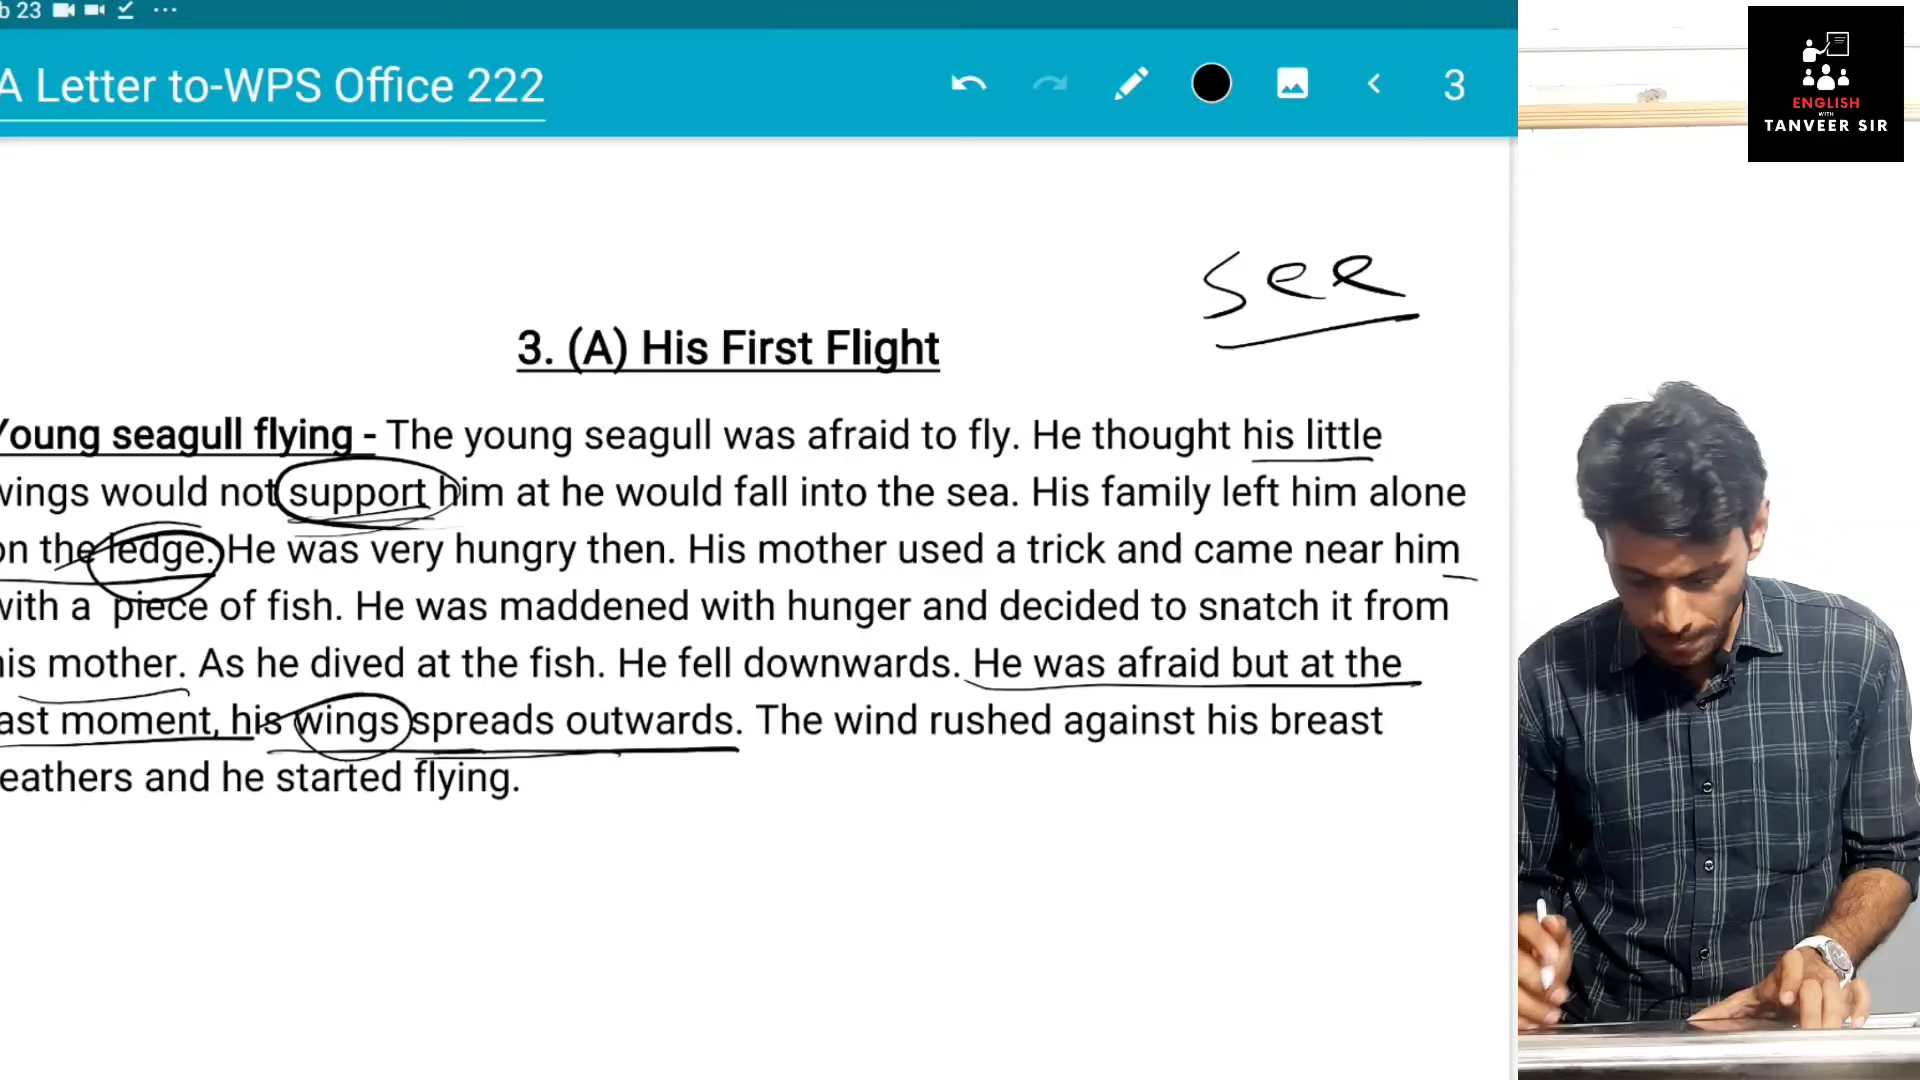 b 23
A Letter to-WPS Office 222
3
ENGLISH
WITH
TANVEER SIR
see
3. (A) His First Flight
Young seagull flying - The young seagull was afraid to fly. He thought his little
wings would not support him at he would fall into the sea. His family left him alone
on the ledge. He was very hungry then. His mother used a trick and came near him
with a piece of fish. He was maddened with hunger and decided to snatch it from
his mother. As he dived at the fish. He fell downwards. He was afraid but at the
last moment, his wings spreads outwards. The wind rushed against his breast
feathers and he started flying.